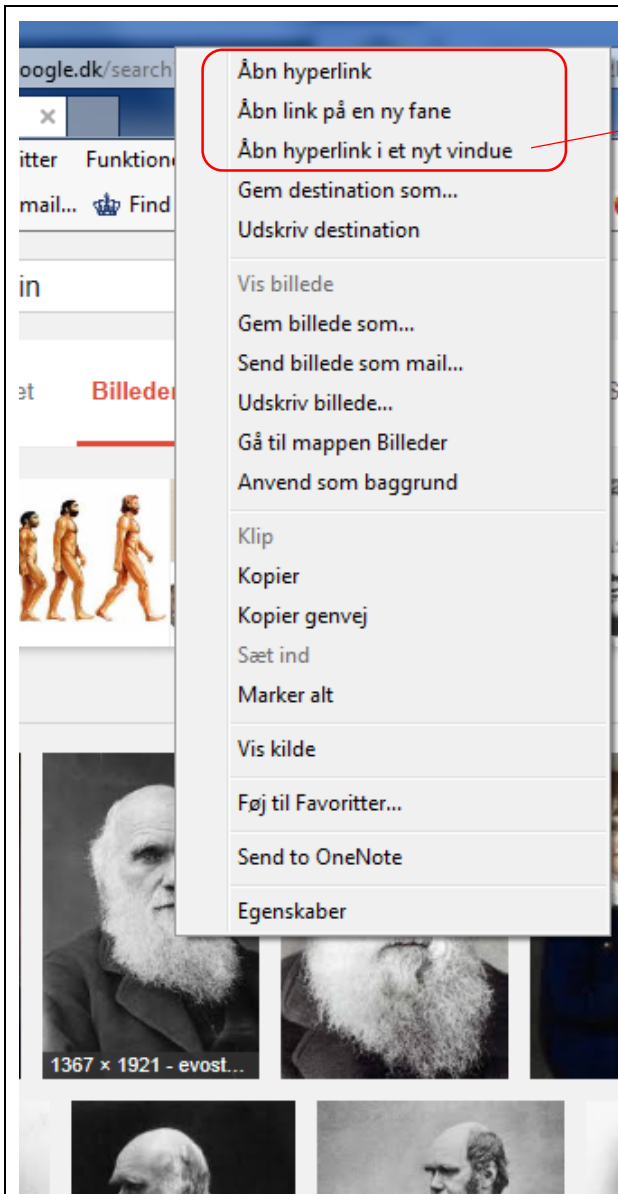 oogle.dk/search
itter Funktion
mail... Find
in
et Billeder
Åbn hyperlink
Åbn link på en ny fane
Åbn hyperlink i et nyt vindue
Gem destination som...
Udskriv destination
Vis billede
Gem billede som...
Send billede som mail...
Udskriv billede...
Gå til mappen Billeder
Anvend som baggrund
Klip
Kopier
Kopier genvej
Sæt ind
Marker alt
Vis kilde
Føj til Favoritter...
Send to OneNote
Egenskaber
1367 × 1921 - evost...